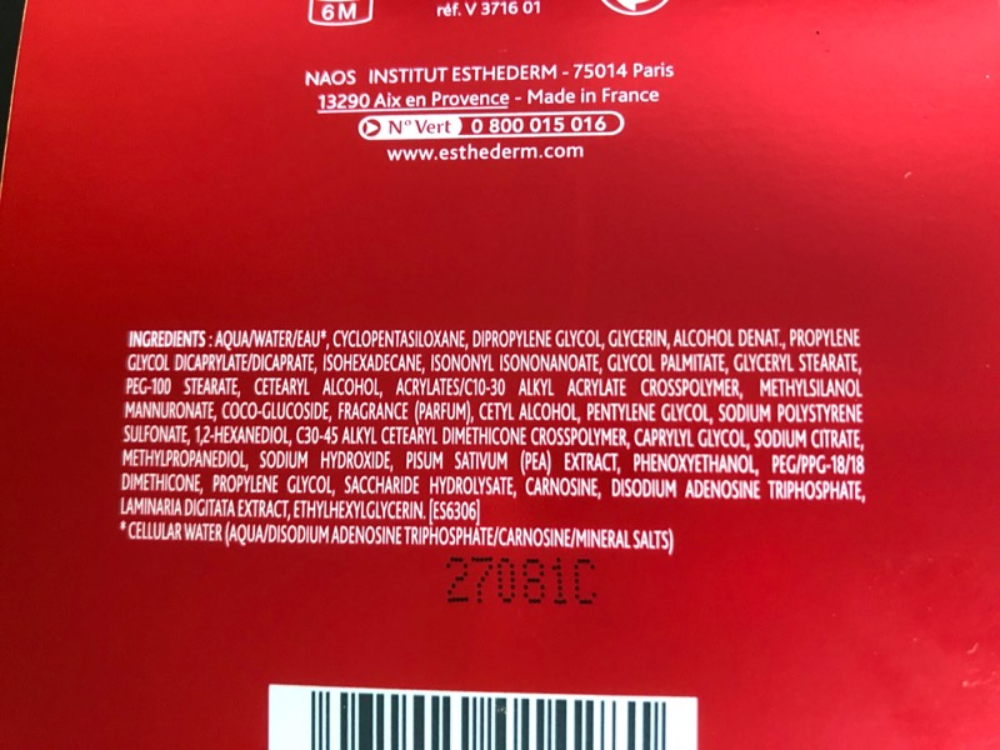 6 M
réf. V 3716 01
NAOS INSTITUT ESTHEDERM - 75014 Paris
13290 Aix en Provence - Made in France
N° Vert 0 800 015 016
www.esthederm.com
INGREDIENTS : AQUA/WATER/EAU*, CYCLOPENTASILOXANE, DIPROPYLENE GLYCOL, GLYCERIN, ALCOHOL DENAT., PROPYLENE
GLYCOL DICAPRYLATE/DICAPRATE, ISOHEXADECANE, ISONONYL ISONONANOATE, GLYCOL PALMITATE, GLYCERYL STEARATE,
PEG-100 STEARATE, CETEARYL ALCOHOL, ACRYLATES/C10-30 ALKYL ACRYLATE CROSSPOLYMER, METHYLSILANOL
MANNURONATE, COCO-GLUCOSIDE, FRAGRANCE (PARFUM), CETYL ALCOHOL, PENTYLENE GLYCOL, SODIUM POLYSTYRENE
SULFONATE, 1,2-HEXANEDIOL, C30-45 ALKYL CETEARYL DIMETHICONE CROSSPOLYMER, CAPRYLYL GLYCOL, SODIUM CITRATE,
METHYLPROPANEDIOL, SODIUM HYDROXIDE, PISUM SATIVUM (PEA) EXTRACT, PHENOXYETHANOL, PEG/PPG-18/18
DIMETHICONE, PROPYLENE GLYCOL, SACCHARIDE HYDROLYSATE, CARNOSINE, DISODIUM ADENOSINE TRIPHOSPHATE,
LAMINARIA DIGITATA EXTRACT, ETHYLHEXYLGLYCERIN. [ES6306]
* CELLULAR WATER (AQUA/DISODIUM ADENOSINE TRIPHOSPHATE/CARNOSINE/MINERAL SALTS)
27081C